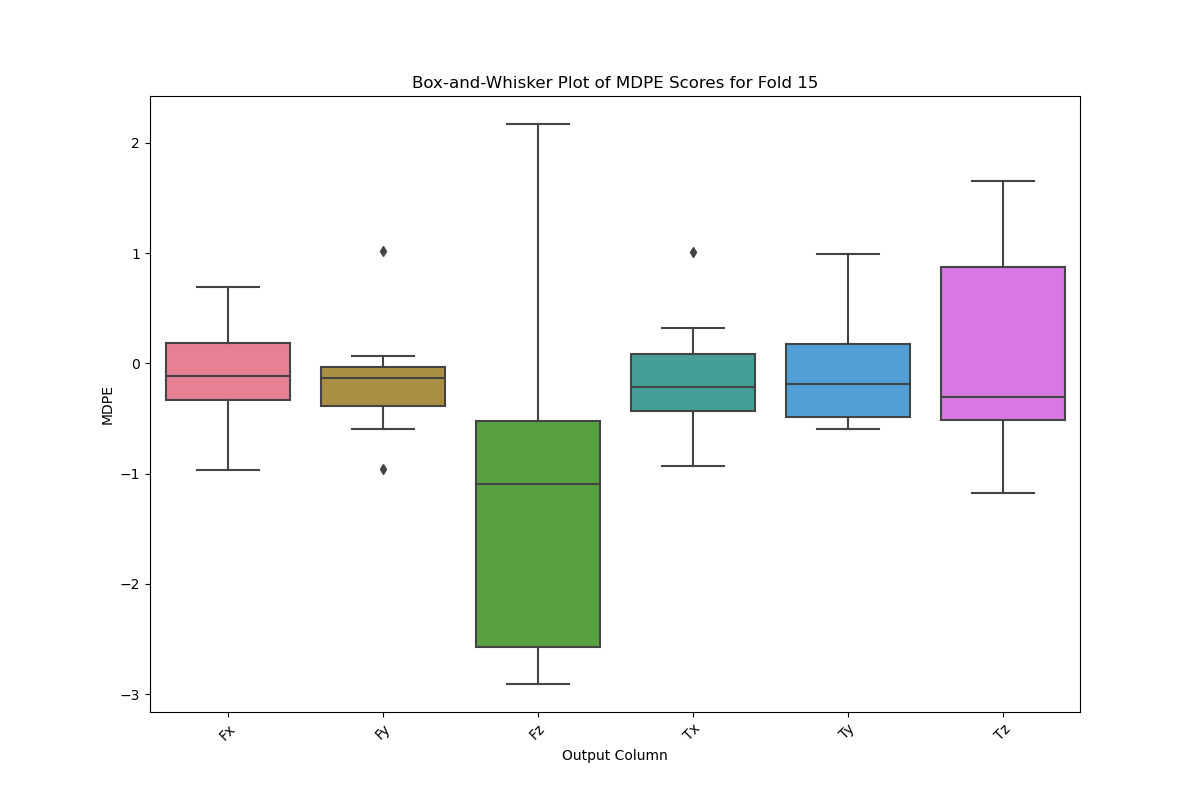 Box-and-Whisker Plot of MDPE Scores for Fold 15
MDPE
2
1
0
−1
−2
−3
Fx
Fy
Fz
Tx
Ty
Tz
Output Column